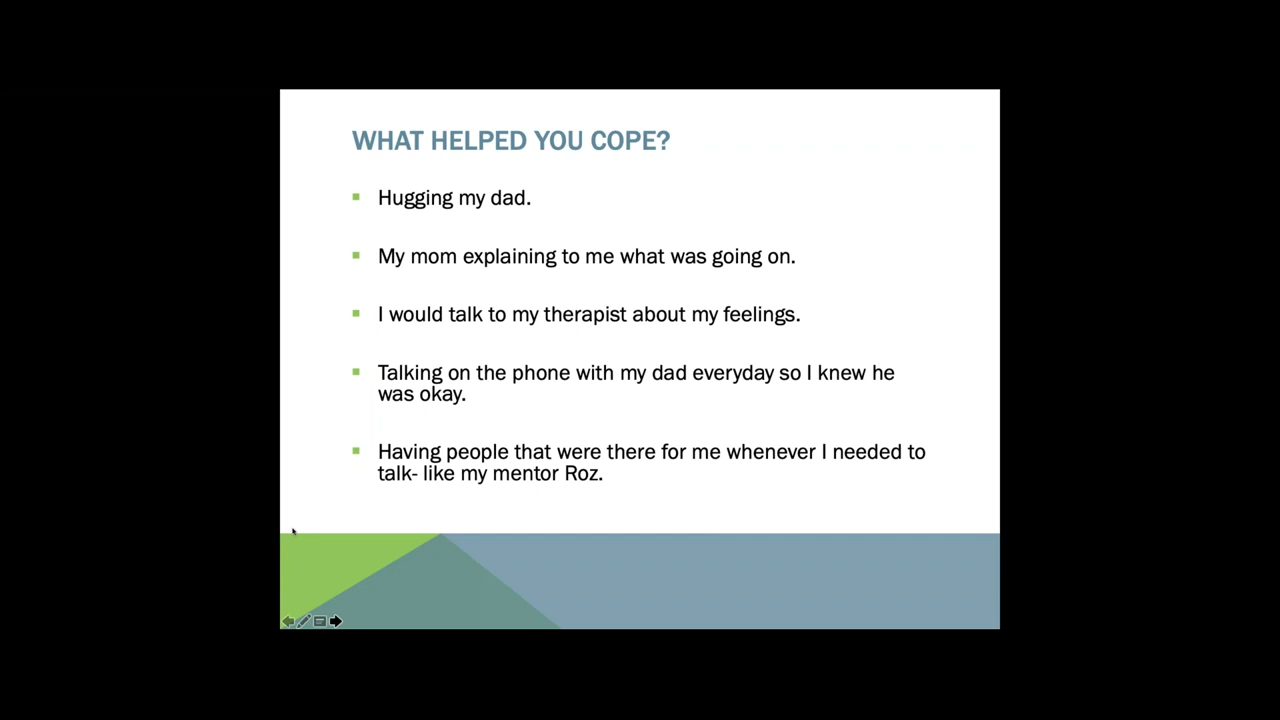 WHAT HELPED YOU COPE?
Hugging my dad.
My mom explaining to me what was going on.
I would talk to my therapist about my feelings.
Talking on the phone with my dad everyday so I knew he
was okay.
Having people that were there for me whenever I needed to
talk- like my mentor Roz.